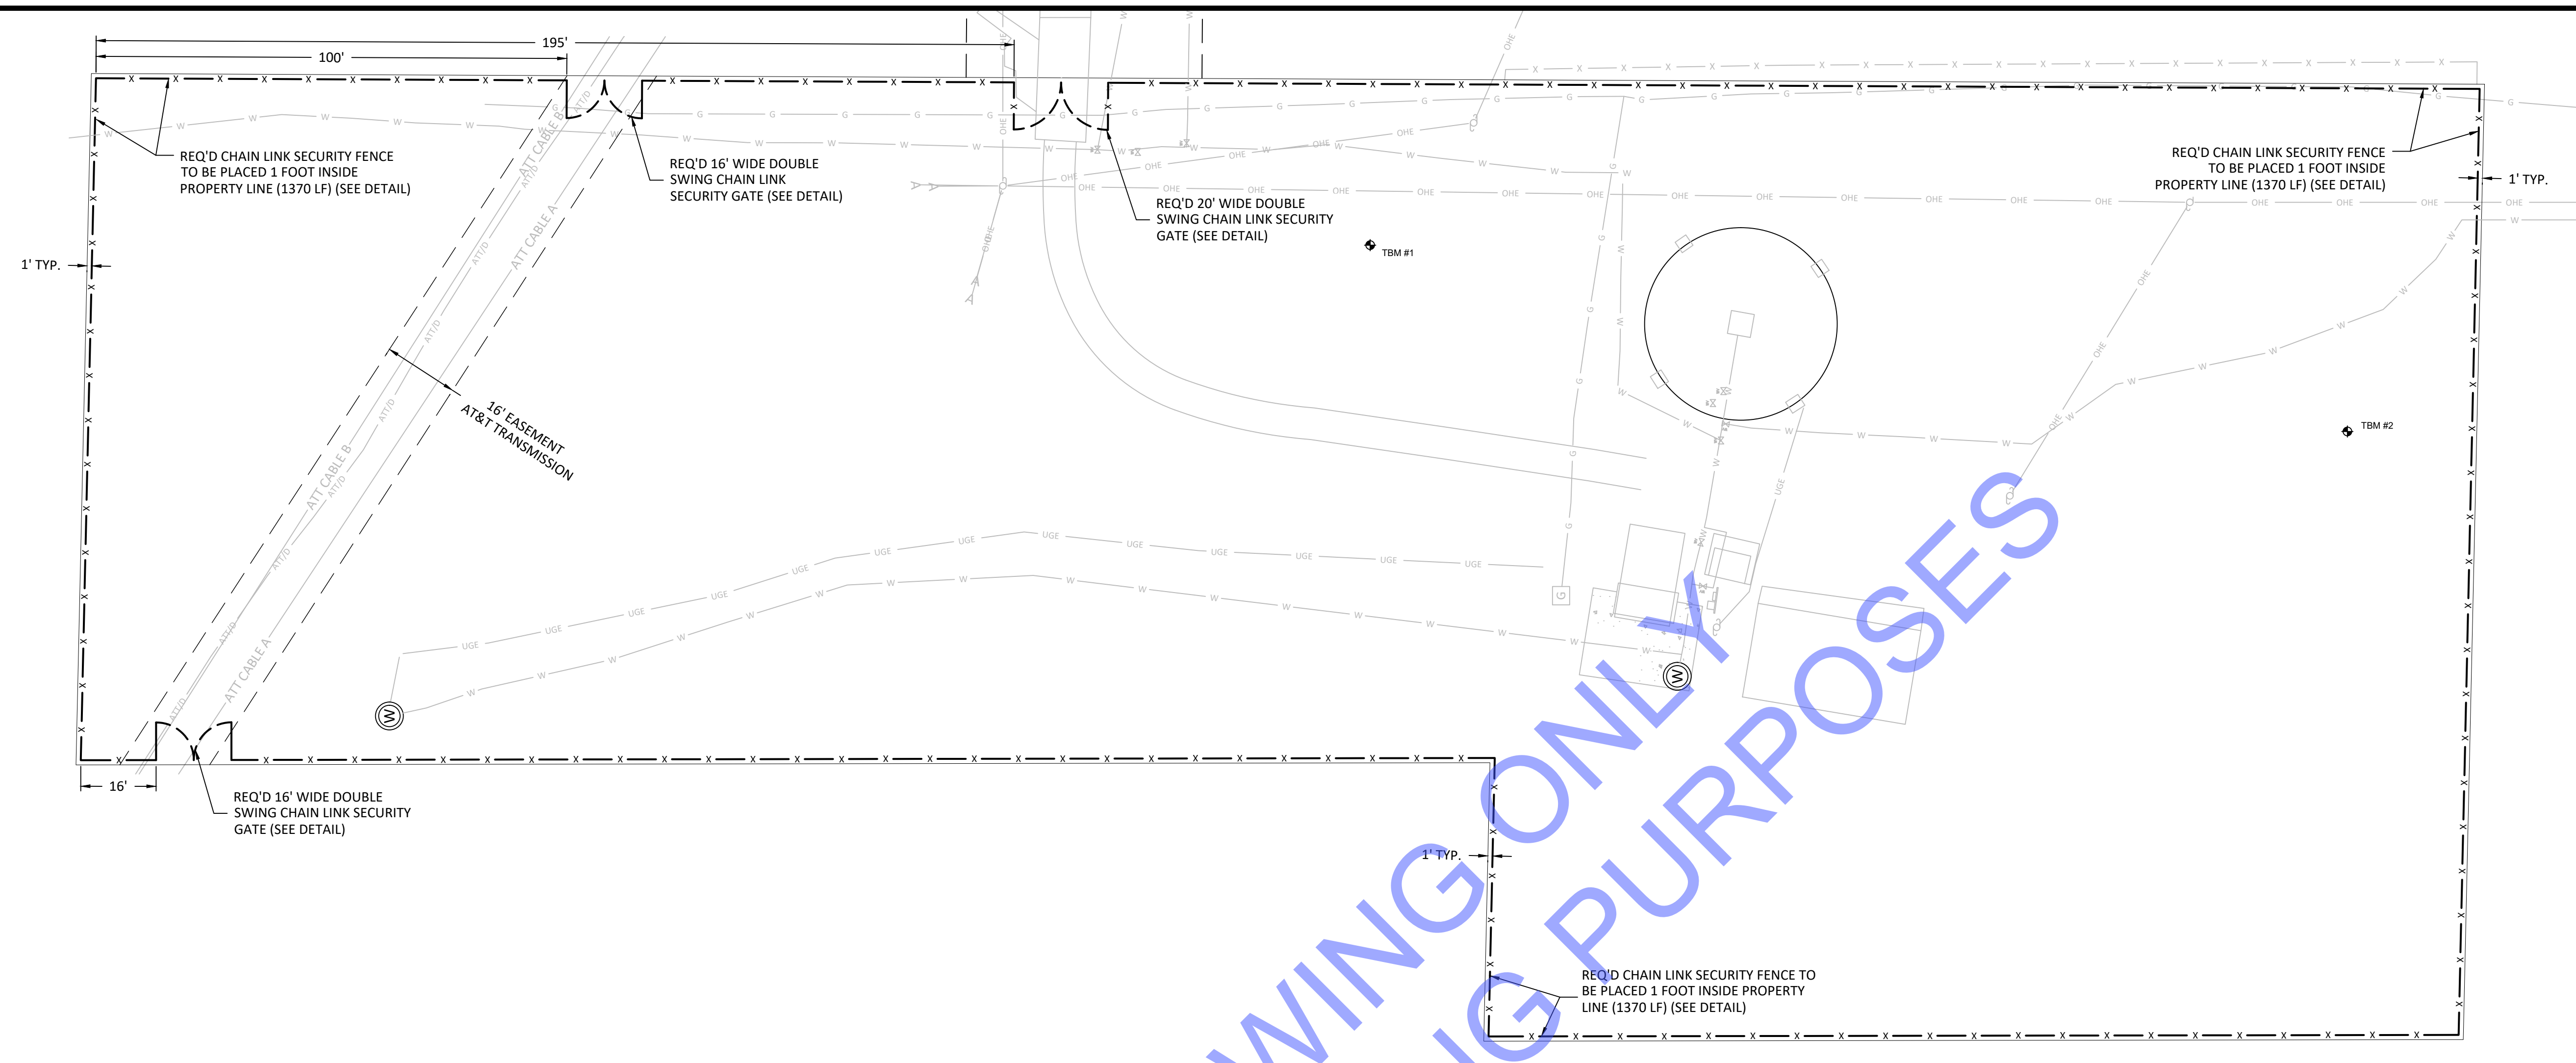 195'
100'
REQ'D CHAIN LINK SECURITY FENCE
TO BE PLACED 1 FOOT INSIDE
PROPERTY LINE (1370 LF) (SEE DETAIL)
REQ'D 16' WIDE DOUBLE
SWING CHAIN LINK
SECURITY GATE (SEE DETAIL)
REQ'D 20' WIDE DOUBLE
SWING CHAIN LINK SECURITY
GATE (SEE DETAIL)
REQ'D CHAIN LINK SECURITY FENCE
TO BE PLACED 1 FOOT INSIDE
PROPERTY LINE (1370 LF) (SEE DETAIL)
1' TYP.
1' TYP.
TBM #1
TBM #2
ATT CABLE B
ATT CABLE A
16' EASEMENT
AT&T TRANSMISSION
ATT CABLE B
ATT CABLE A
ATT/D
OHE
UGE
G
W
X
16'
REQ'D 16' WIDE DOUBLE
SWING CHAIN LINK SECURITY
GATE (SEE DETAIL)
1' TYP.
REQ'D CHAIN LINK SECURITY FENCE TO
BE PLACED 1 FOOT INSIDE PROPERTY
LINE (1370 LF) (SEE DETAIL)
WING ONLY
NG PURPOSES